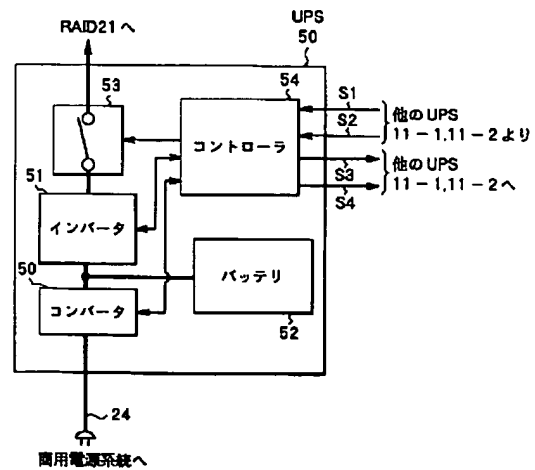 RAID21へ
UPS
50
53
54
コントローラ
S1
S2
他のUPS
11-1,11-2より
S3
S4
他のUPS
11-1,11-2へ
51
インバータ
50
コンバータ
バッテリ
52
24
商用電源系統へ